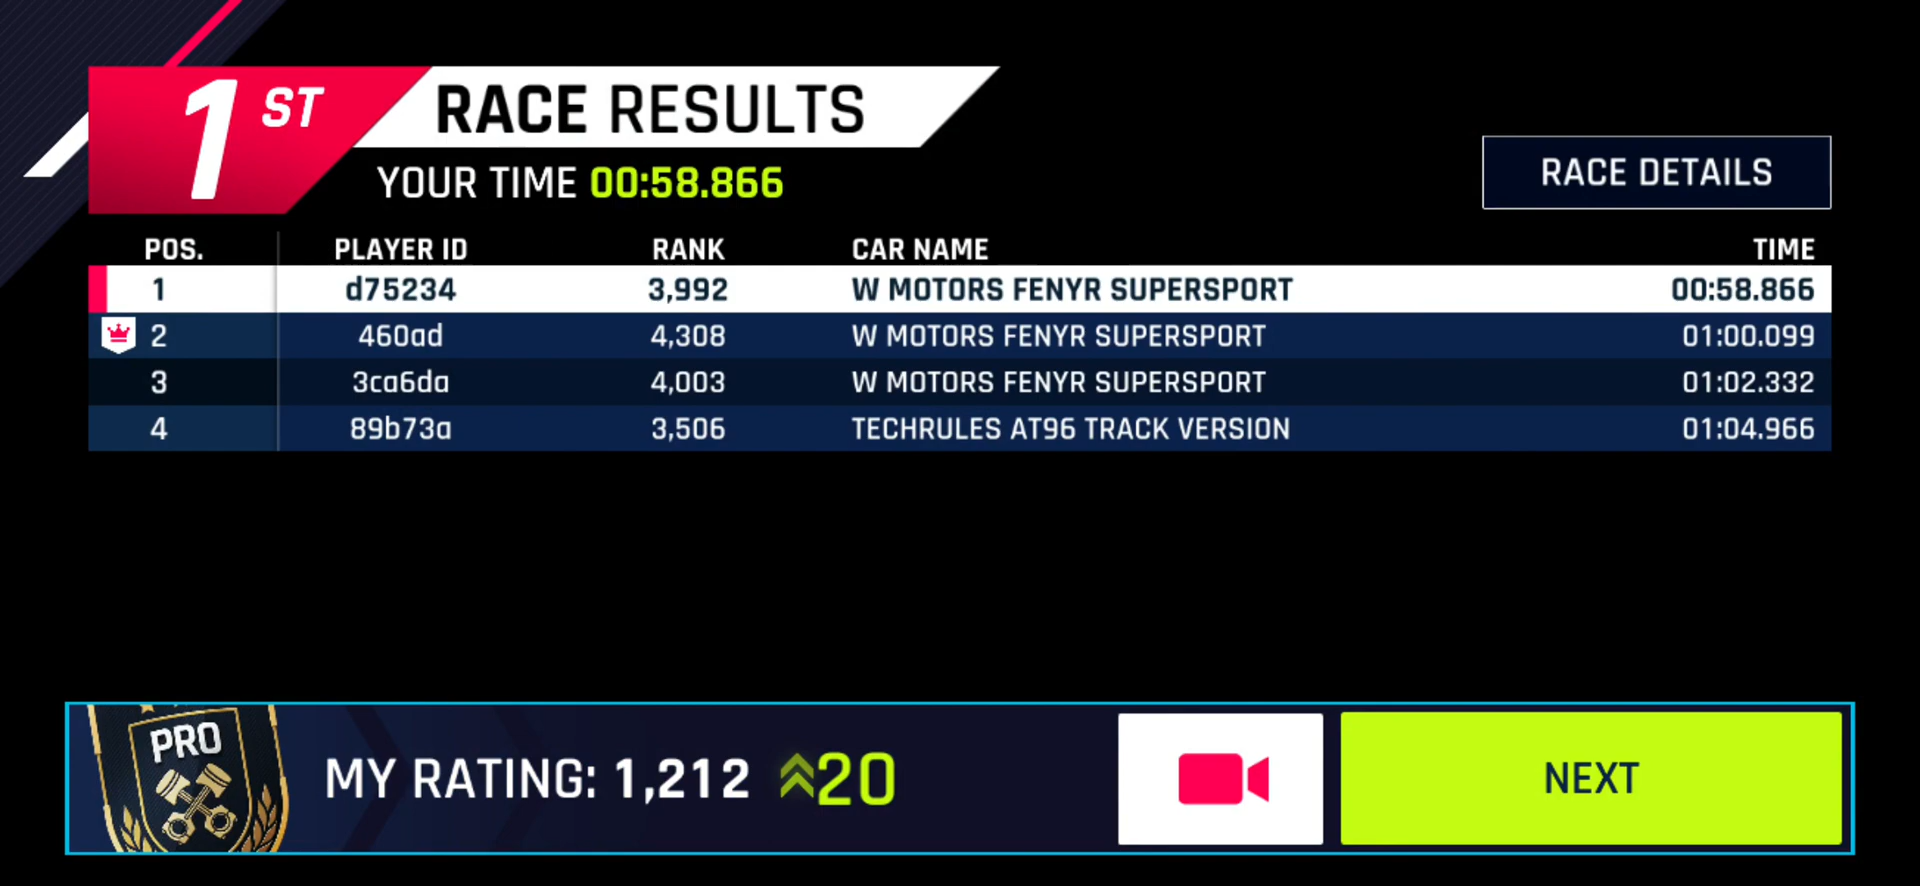 1 ST RACE RESULTS
YOUR TIME 00:58.866
RACE DETAILS
POS. PLAYER ID RANK CAR NAME TIME
1 d75234 3,992 W MOTORS FENYR SUPERSPORT 00:58.866
2 460ad 4,308 W MOTORS FENYR SUPERSPORT 01:00.099
3 3ca6da 4,003 W MOTORS FENYR SUPERSPORT 01:02.332
4 89b73a 3,506 TECHRULES AT96 TRACK VERSION 01:04.966
PRO
MY RATING: 1,212 20
NEXT